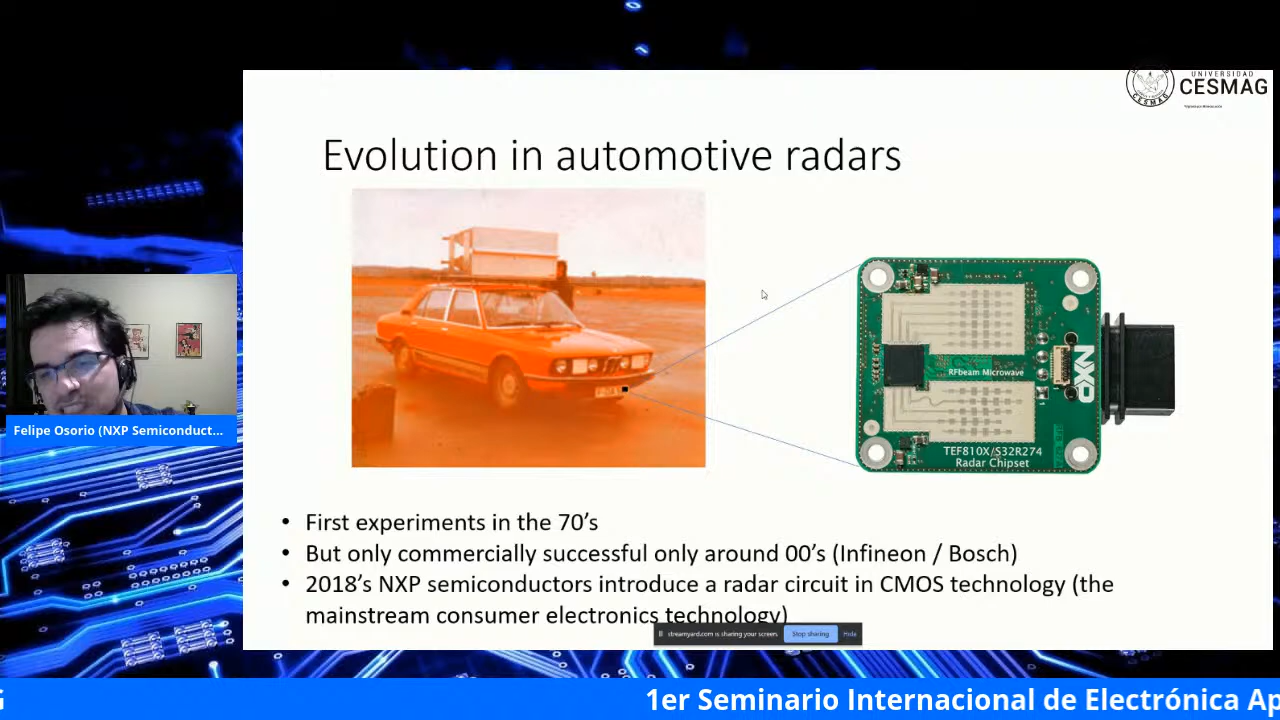 UNIVERSIDAD
CESMAG
Evolution in automotive radars
RFbeam Microwave
NXP
TEF810X/S32R274
Radar Chipset
Felipe Osorio (NXP Semiconduct...
• First experiments in the 70’s
• But only commercially successful only around 00’s (Infineon / Bosch)
• 2018’s NXP semiconductors introduce a radar circuit in CMOS technology (the
mainstream consumer electronics technology)
streamyard.com is sharing your screen.
Stop sharing
Hide
G
1er Seminario Internacional de Electrónica Ap